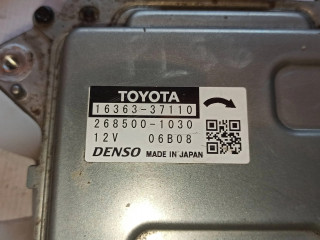 TOYOTA
16363-37110
268500-1030
12V 06B08
DENSO MADE IN JAPAN